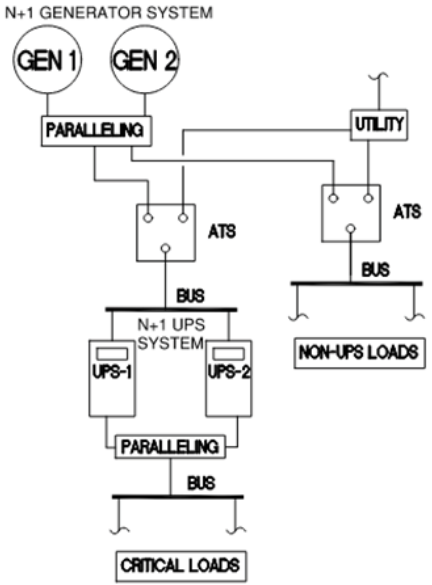 N+1 GENERATOR SYSTEM
GEN 1
GEN 2
PARALLELING
UTILITY
ATS
ATS
BUS
BUS
N+1 UPS
SYSTEM
UPS-1
UPS-2
NON-UPS LOADS
PARALLELING
BUS
CRITICAL LOADS